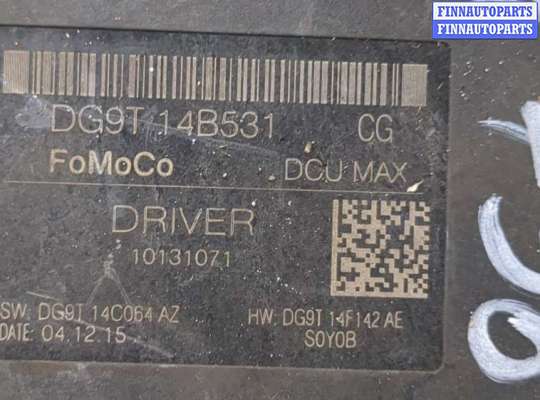 FINNAUTOPARTS
FINNAUTOPARTS
DG9T 14B531 CG
FoMoCo DCU MAX
DRIVER
10131071
SW: DG9T 14C064 AZ HW: DG9T 14F142 AE
DATE: 04.12.15 S0Y0B